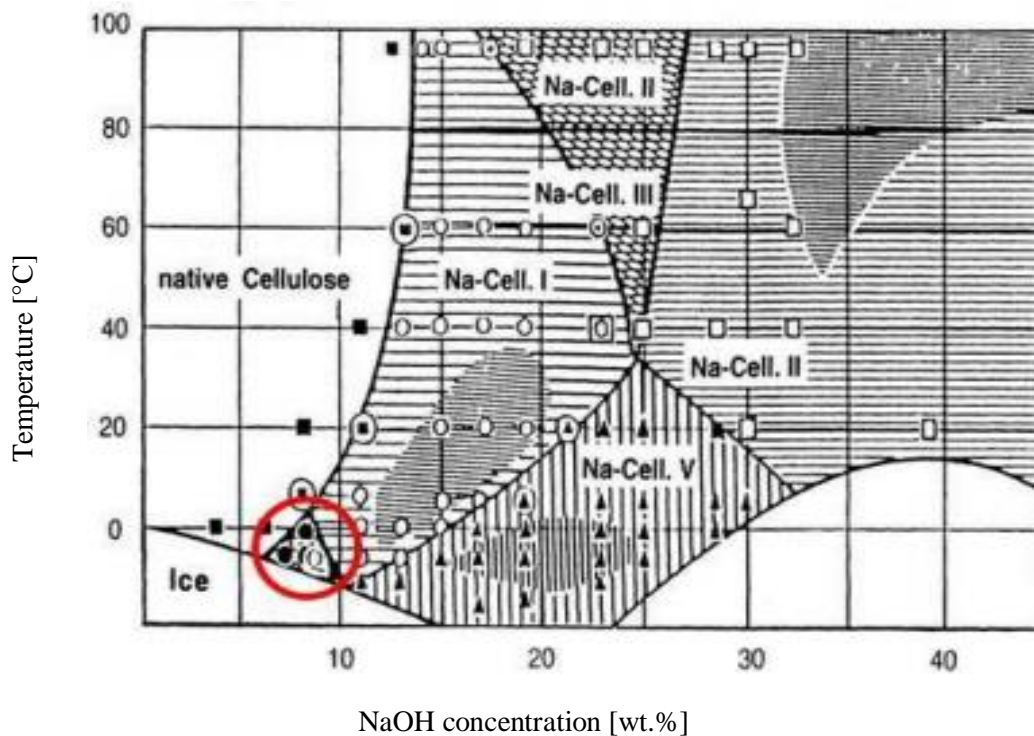 100
80
60
40
20
0
Temperature [°C]
Na-Cell. II
Na-Cell. III
native Cellulose
Na-Cell. I
Na-Cell. II
Na-Cell. V
Q
Ice
10
20
30
40
NaOH concentration [wt.%]